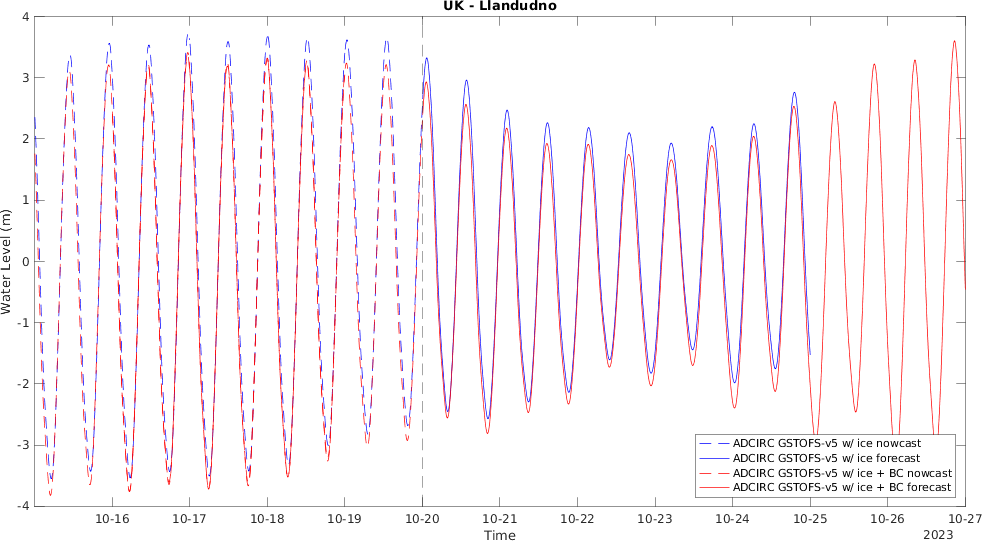 UK - Llandudno
4
3
2
1
0
-1
-2
-3
-4
Water Level (m)
ADCIRC GSTOFS-v5 w/ ice nowcast
ADCIRC GSTOFS-v5 w/ ice forecast
ADCIRC GSTOFS-v5 w/ ice + BC nowcast
ADCIRC GSTOFS-v5 w/ ice + BC forecast
10-16 10-17 10-18 10-19 10-20 10-21 10-22 10-23 10-24 10-25 10-26 10-27
Time
2023